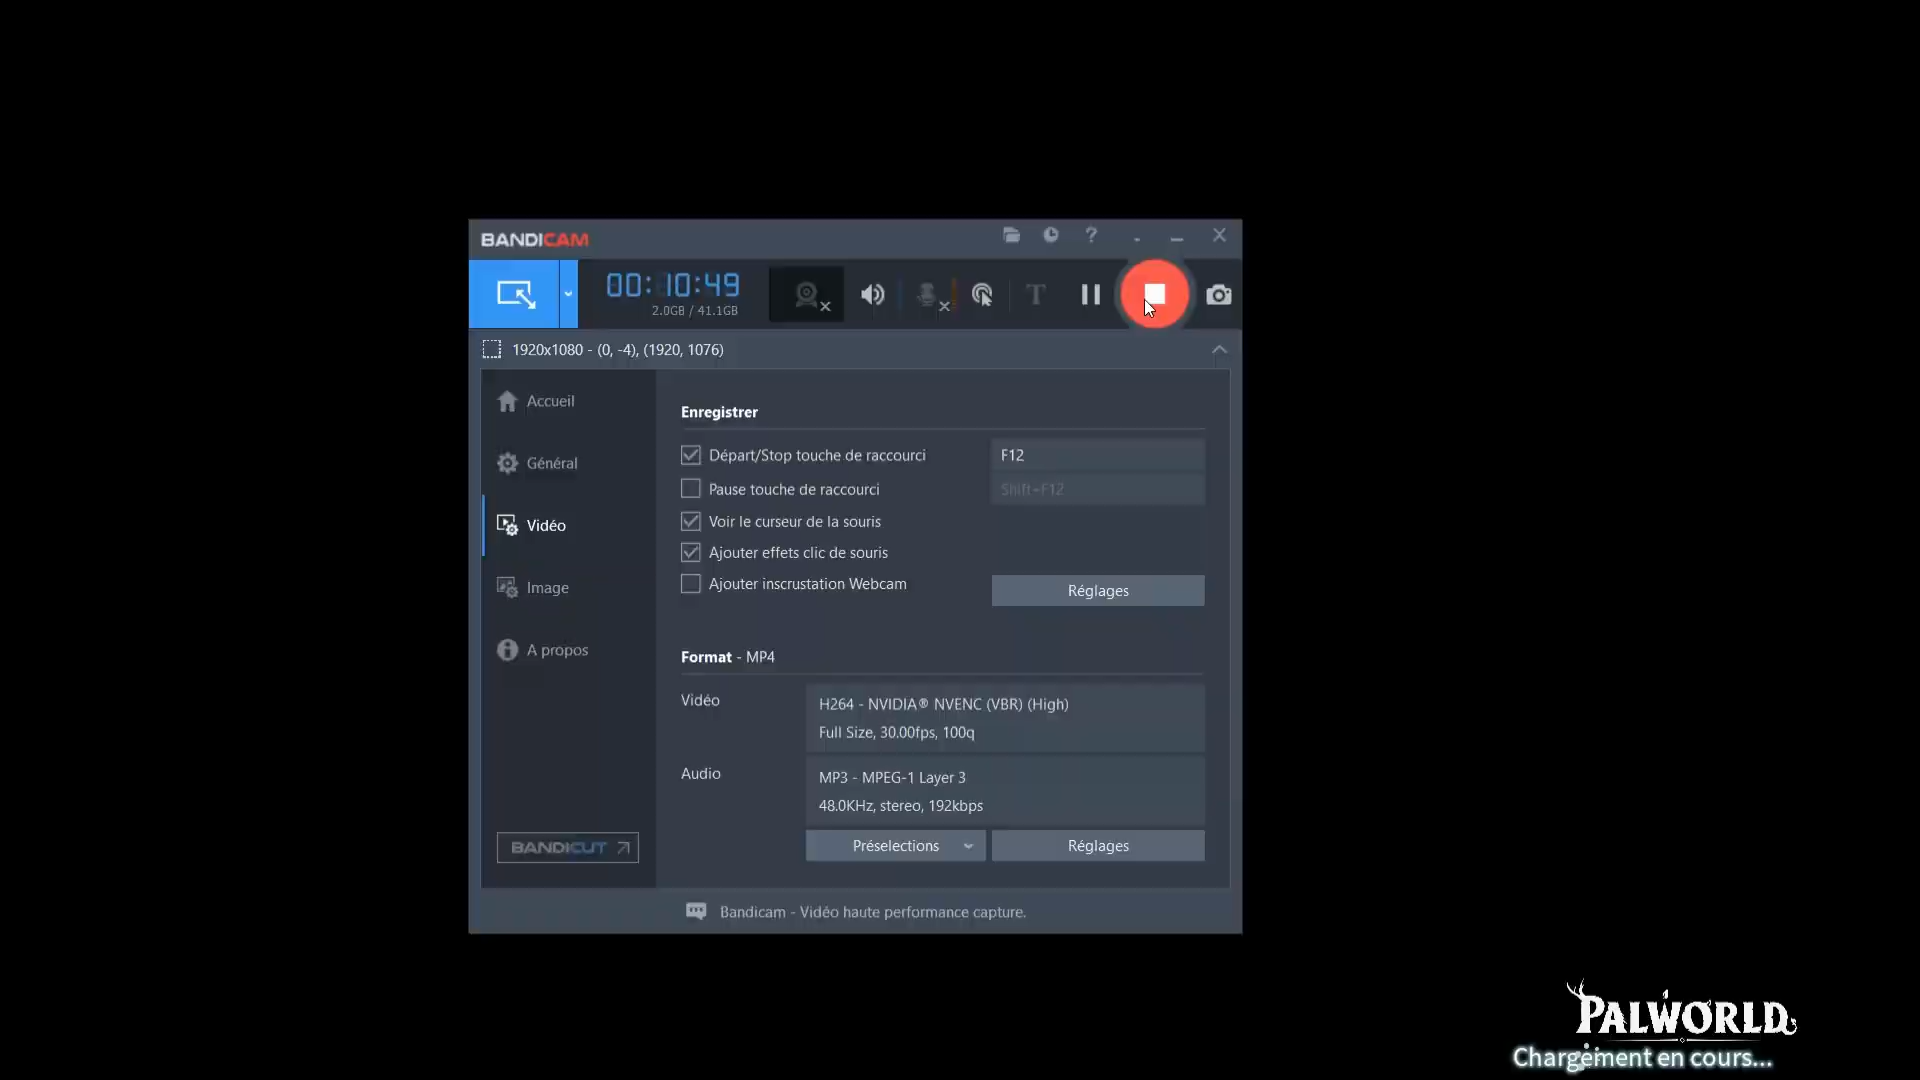 BANDICAM
?
00:10:49
2.0GB / 41.1GB
T
1920x1080 - (0, -4), (1920, 1076)
Accueil
Général
Vidéo
Image
A propos
BANDICUT
Enregistrer
Départ/Stop touche de raccourci
F12
Pause touche de raccourci
Shift+F12
Voir le curseur de la souris
Ajouter effets clic de souris
Ajouter inscrustation Webcam
Réglages
Format - MP4
Vidéo
H264 - NVIDIA® NVENC (VBR) (High)
Full Size, 30.00fps, 100q
Audio
MP3 - MPEG-1 Layer 3
48.0KHz, stereo, 192kbps
Préselections
Réglages
Bandicam - Vidéo haute performance capture.
PALWORLD
Chargement en cours...